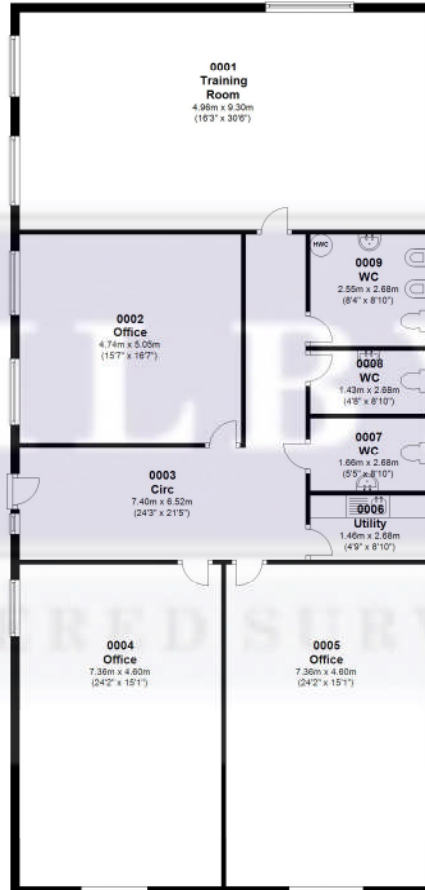 0001
Training
Room
4.96m x 9.30m
(16'3" x 30'6")
HWC
0009
WC
2.55m x 2.68m
(8'4" x 8'10")
0002
Office
4.74m x 5.05m
(15'7" x 16'7")
0008
WC
1.43m x 2.68m
(4'8" x 8'10")
0007
WC
1.66m x 2.68m
(5'5" x 8'10")
0003
Circ
7.40m x 6.52m
(24'3" x 21'5")
0006
Utility
1.46m x 2.68m
(4'9" x 8'10")
0004
Office
7.36m x 4.60m
(24'2" x 15'1")
0005
Office
7.36m x 4.60m
(24'2" x 15'1")